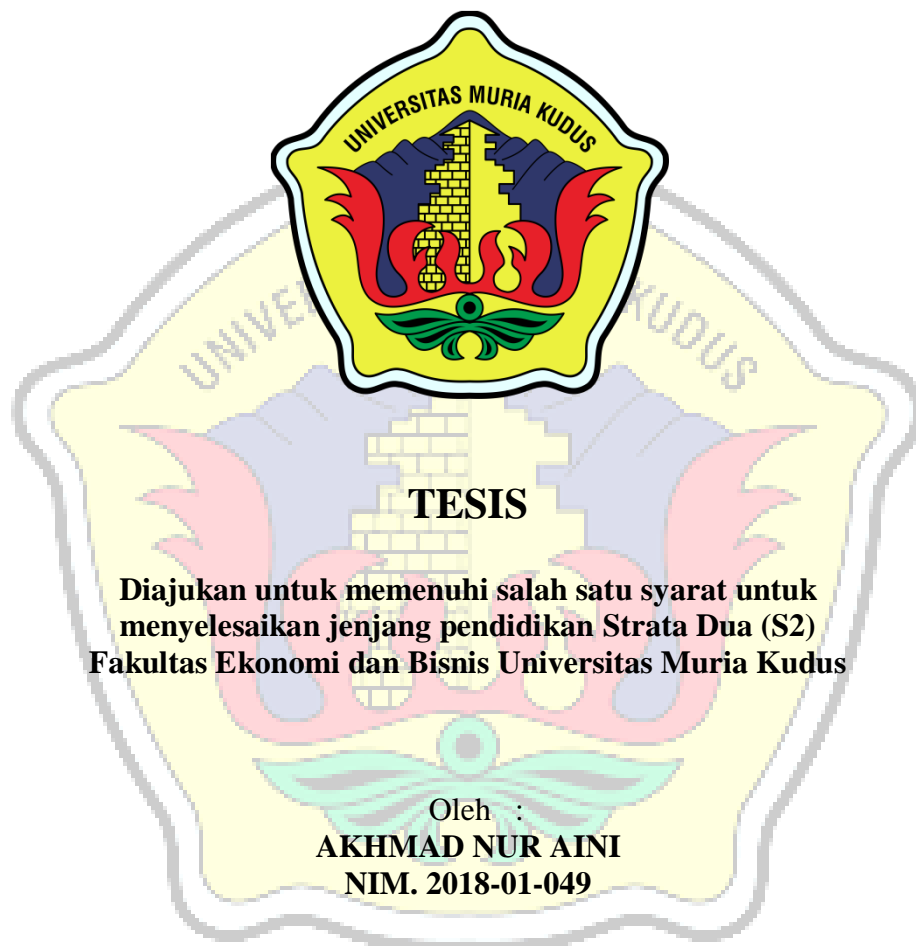 UNIVERSITAS MURIA KUDUS
TESIS
Diajukan untuk memenuhi salah satu syarat untuk
menyelesaikan jenjang pendidikan Strata Dua (S2)
Fakultas Ekonomi dan Bisnis Universitas Muria Kudus
Oleh :
AKHMAD NUR AINI
NIM. 2018-01-049